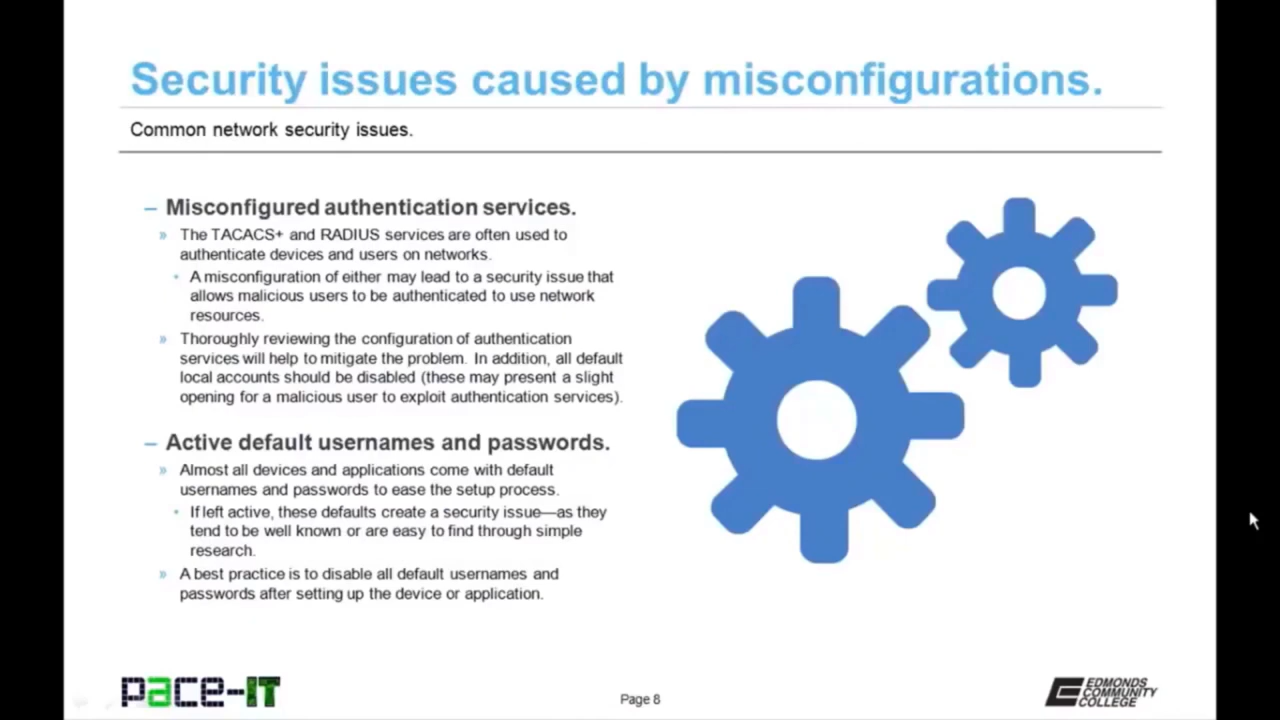 Security issues caused by misconfigurations.
Common network security issues.
– Misconfigured authentication services.
» The TACACS+ and RADIUS services are often used to
authenticate devices and users on networks.
• A misconfiguration of either may lead to a security issue that
allows malicious users to be authenticated to use network
resources.
» Thoroughly reviewing the configuration of authentication
services will help to mitigate the problem. In addition, all default
local accounts should be disabled (these may present a slight
opening for a malicious user to exploit authentication services).
– Active default usernames and passwords.
» Almost all devices and applications come with default
usernames and passwords to ease the setup process.
• If left active, these defaults create a security issue—as they
tend to be well known or are easy to find through simple
research.
» A best practice is to disable all default usernames and
passwords after setting up the device or application.
pace-IT
Page 8
EDMONDS
COMMUNITY
COLLEGE